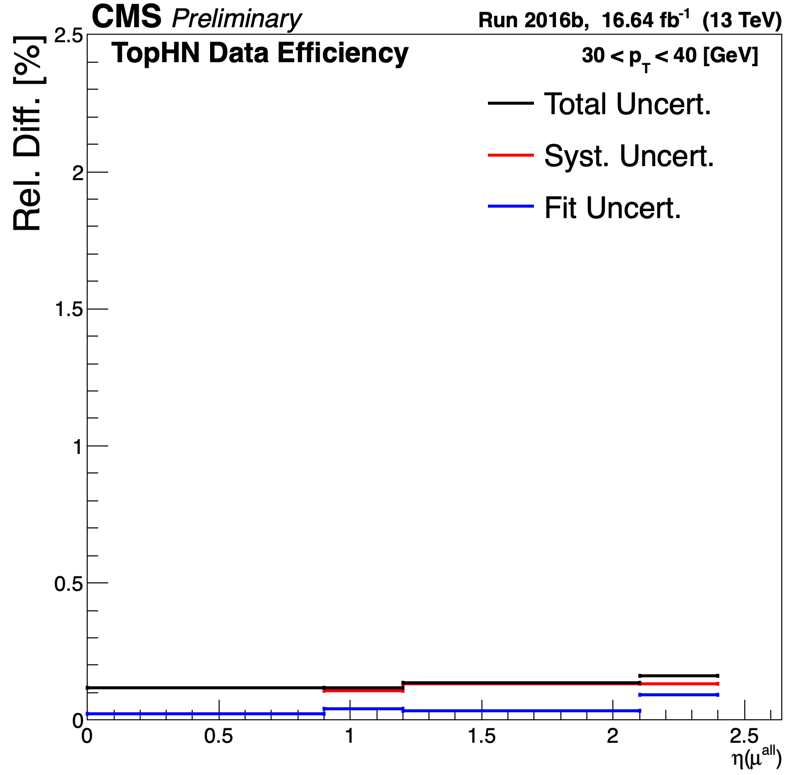 CMS Preliminary Run 2016b, 16.64 fb⁻¹ (13 TeV)
TopHN Data Efficiency 30 < p_T < 40 [GeV]
Total Uncert.
Syst. Uncert.
Fit Uncert.
Rel. Diff. [%]
2.5
2
1.5
1
0.5
0
0 0.5 1 1.5 2 2.5
η(μ^all)